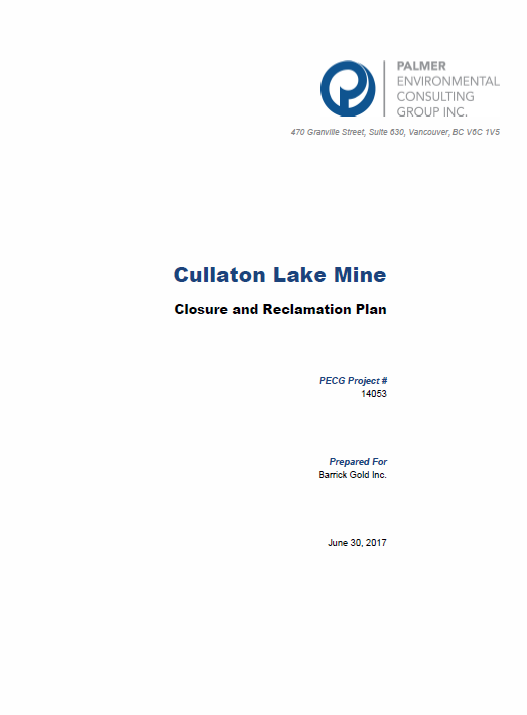 PALMER
ENVIRONMENTAL
CONSULTING
GROUP INC.
470 Granville Street, Suite 630, Vancouver, BC V6C 1V5
Cullaton Lake Mine
Closure and Reclamation Plan
PECG Project #
14053
Prepared For
Barrick Gold Inc.
June 30, 2017